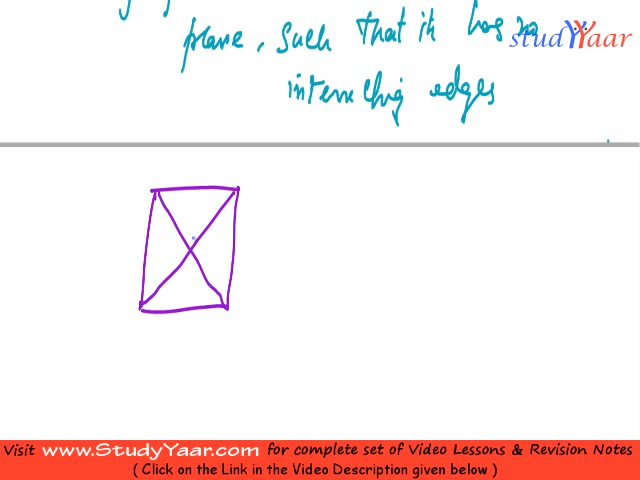 plane, such that it has no
studYYaar
intersecting edges
Visit www.StudyYaar.com for complete set of Video Lessons & Revision Notes
( Click on the Link in the Video Description given below )